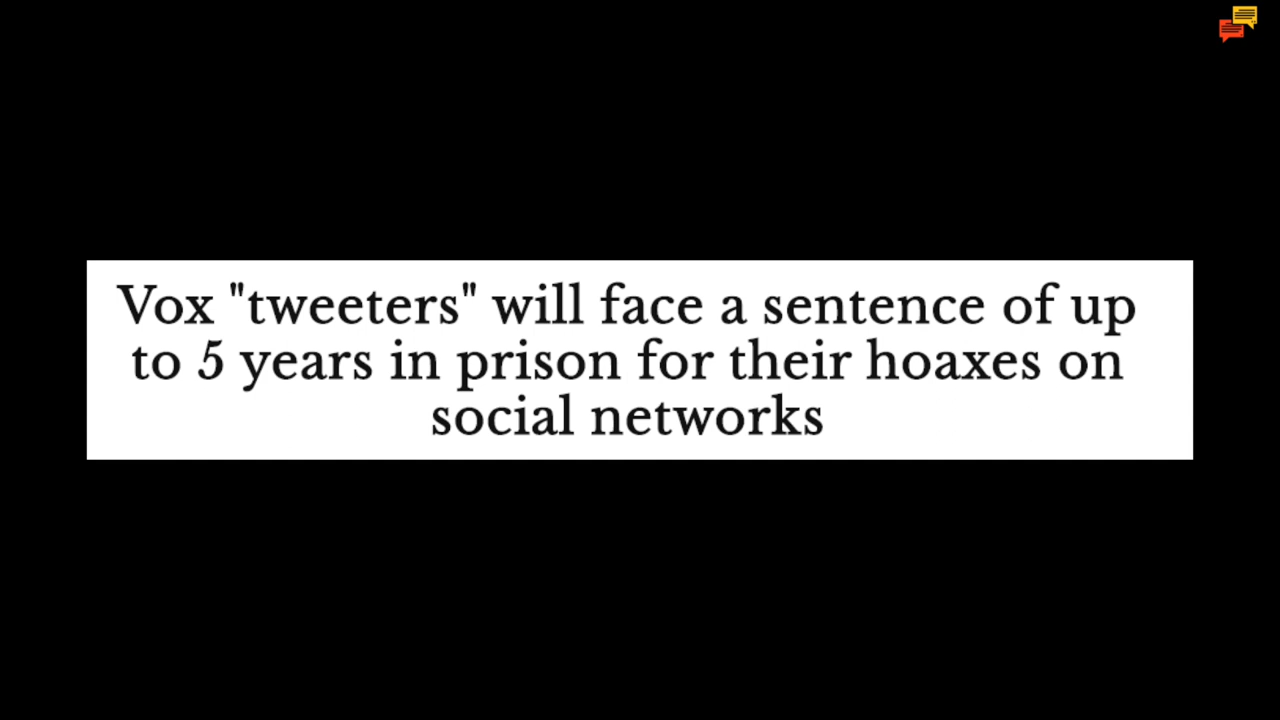 Vox "tweeters" will face a sentence of up
to 5 years in prison for their hoaxes on
social networks